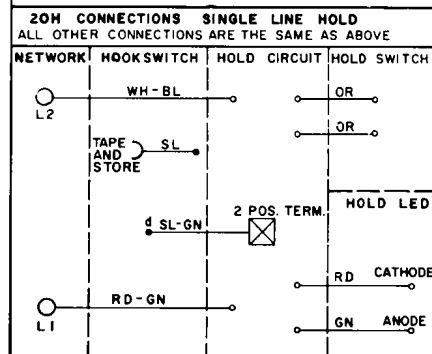 20H CONNECTIONS SINGLE LINE HOLD
ALL OTHER CONNECTIONS ARE THE SAME AS ABOVE
NETWORK HOOKSWITCH HOLD CIRCUIT HOLD SWITCH
WH-BL OR
L2
OR
TAPE AND STORE SL
HOLD LED
2 POS. TERM.
d SL-GN
RD CATHODE
RD-GN
L1
GN ANODE